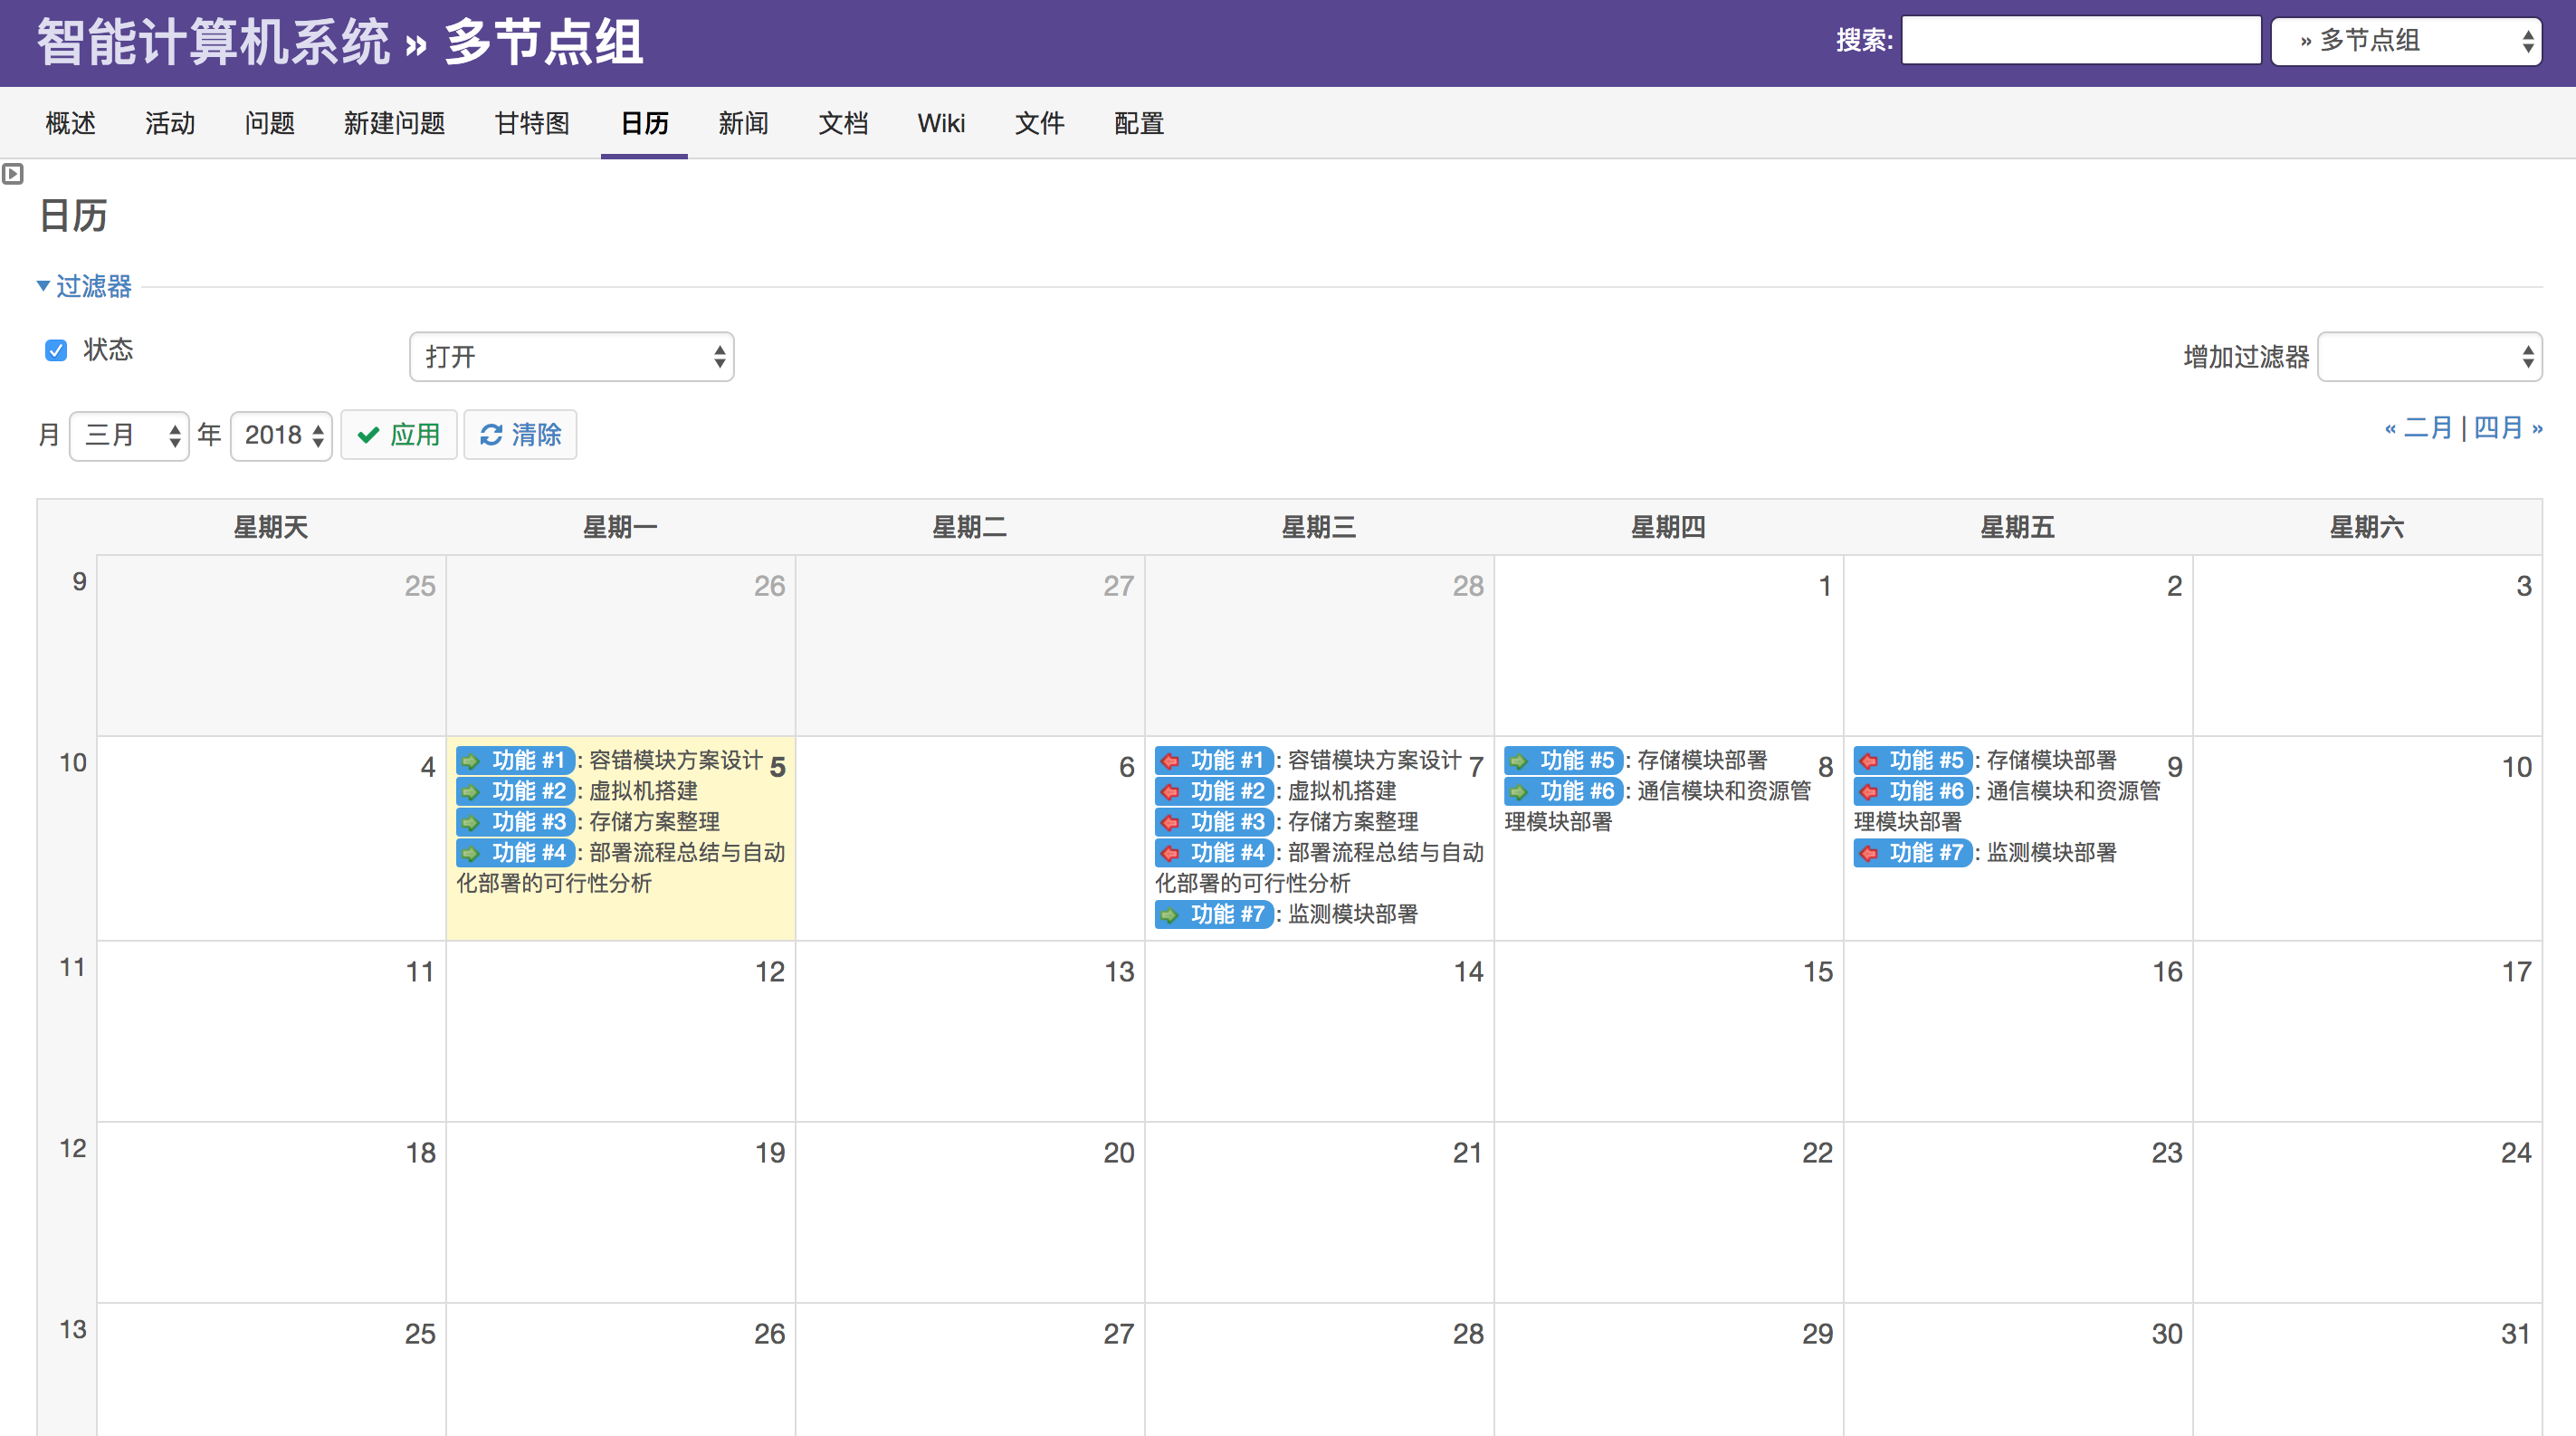 智能计算机系统 » 多节点组
搜索:
» 多节点组
概述 活动 问题 新建问题 甘特图 日历 新闻 文档 Wiki 文件 配置
日历
过滤器
状态 打开 增加过滤器
月 三月 年 2018 应用 清除
« 二月 | 四月 »
星期天 星期一 星期二 星期三 星期四 星期五 星期六
9 25 26 27 28 1 2 3
10
4
5
功能 #1: 容错模块方案设计
功能 #2: 虚拟机搭建
功能 #3: 存储方案整理
功能 #4: 部署流程总结与自动
化部署的可行性分析
6
7
功能 #1: 容错模块方案设计
功能 #2: 虚拟机搭建
功能 #3: 存储方案整理
功能 #4: 部署流程总结与自动
化部署的可行性分析
功能 #7: 监测模块部署
8
功能 #5: 存储模块部署
功能 #6: 通信模块和资源管
理模块部署
9
功能 #5: 存储模块部署
功能 #6: 通信模块和资源管
理模块部署
功能 #7: 监测模块部署
10
11 11 12 13 14 15 16 17
12 18 19 20 21 22 23 24
13 25 26 27 28 29 30 31